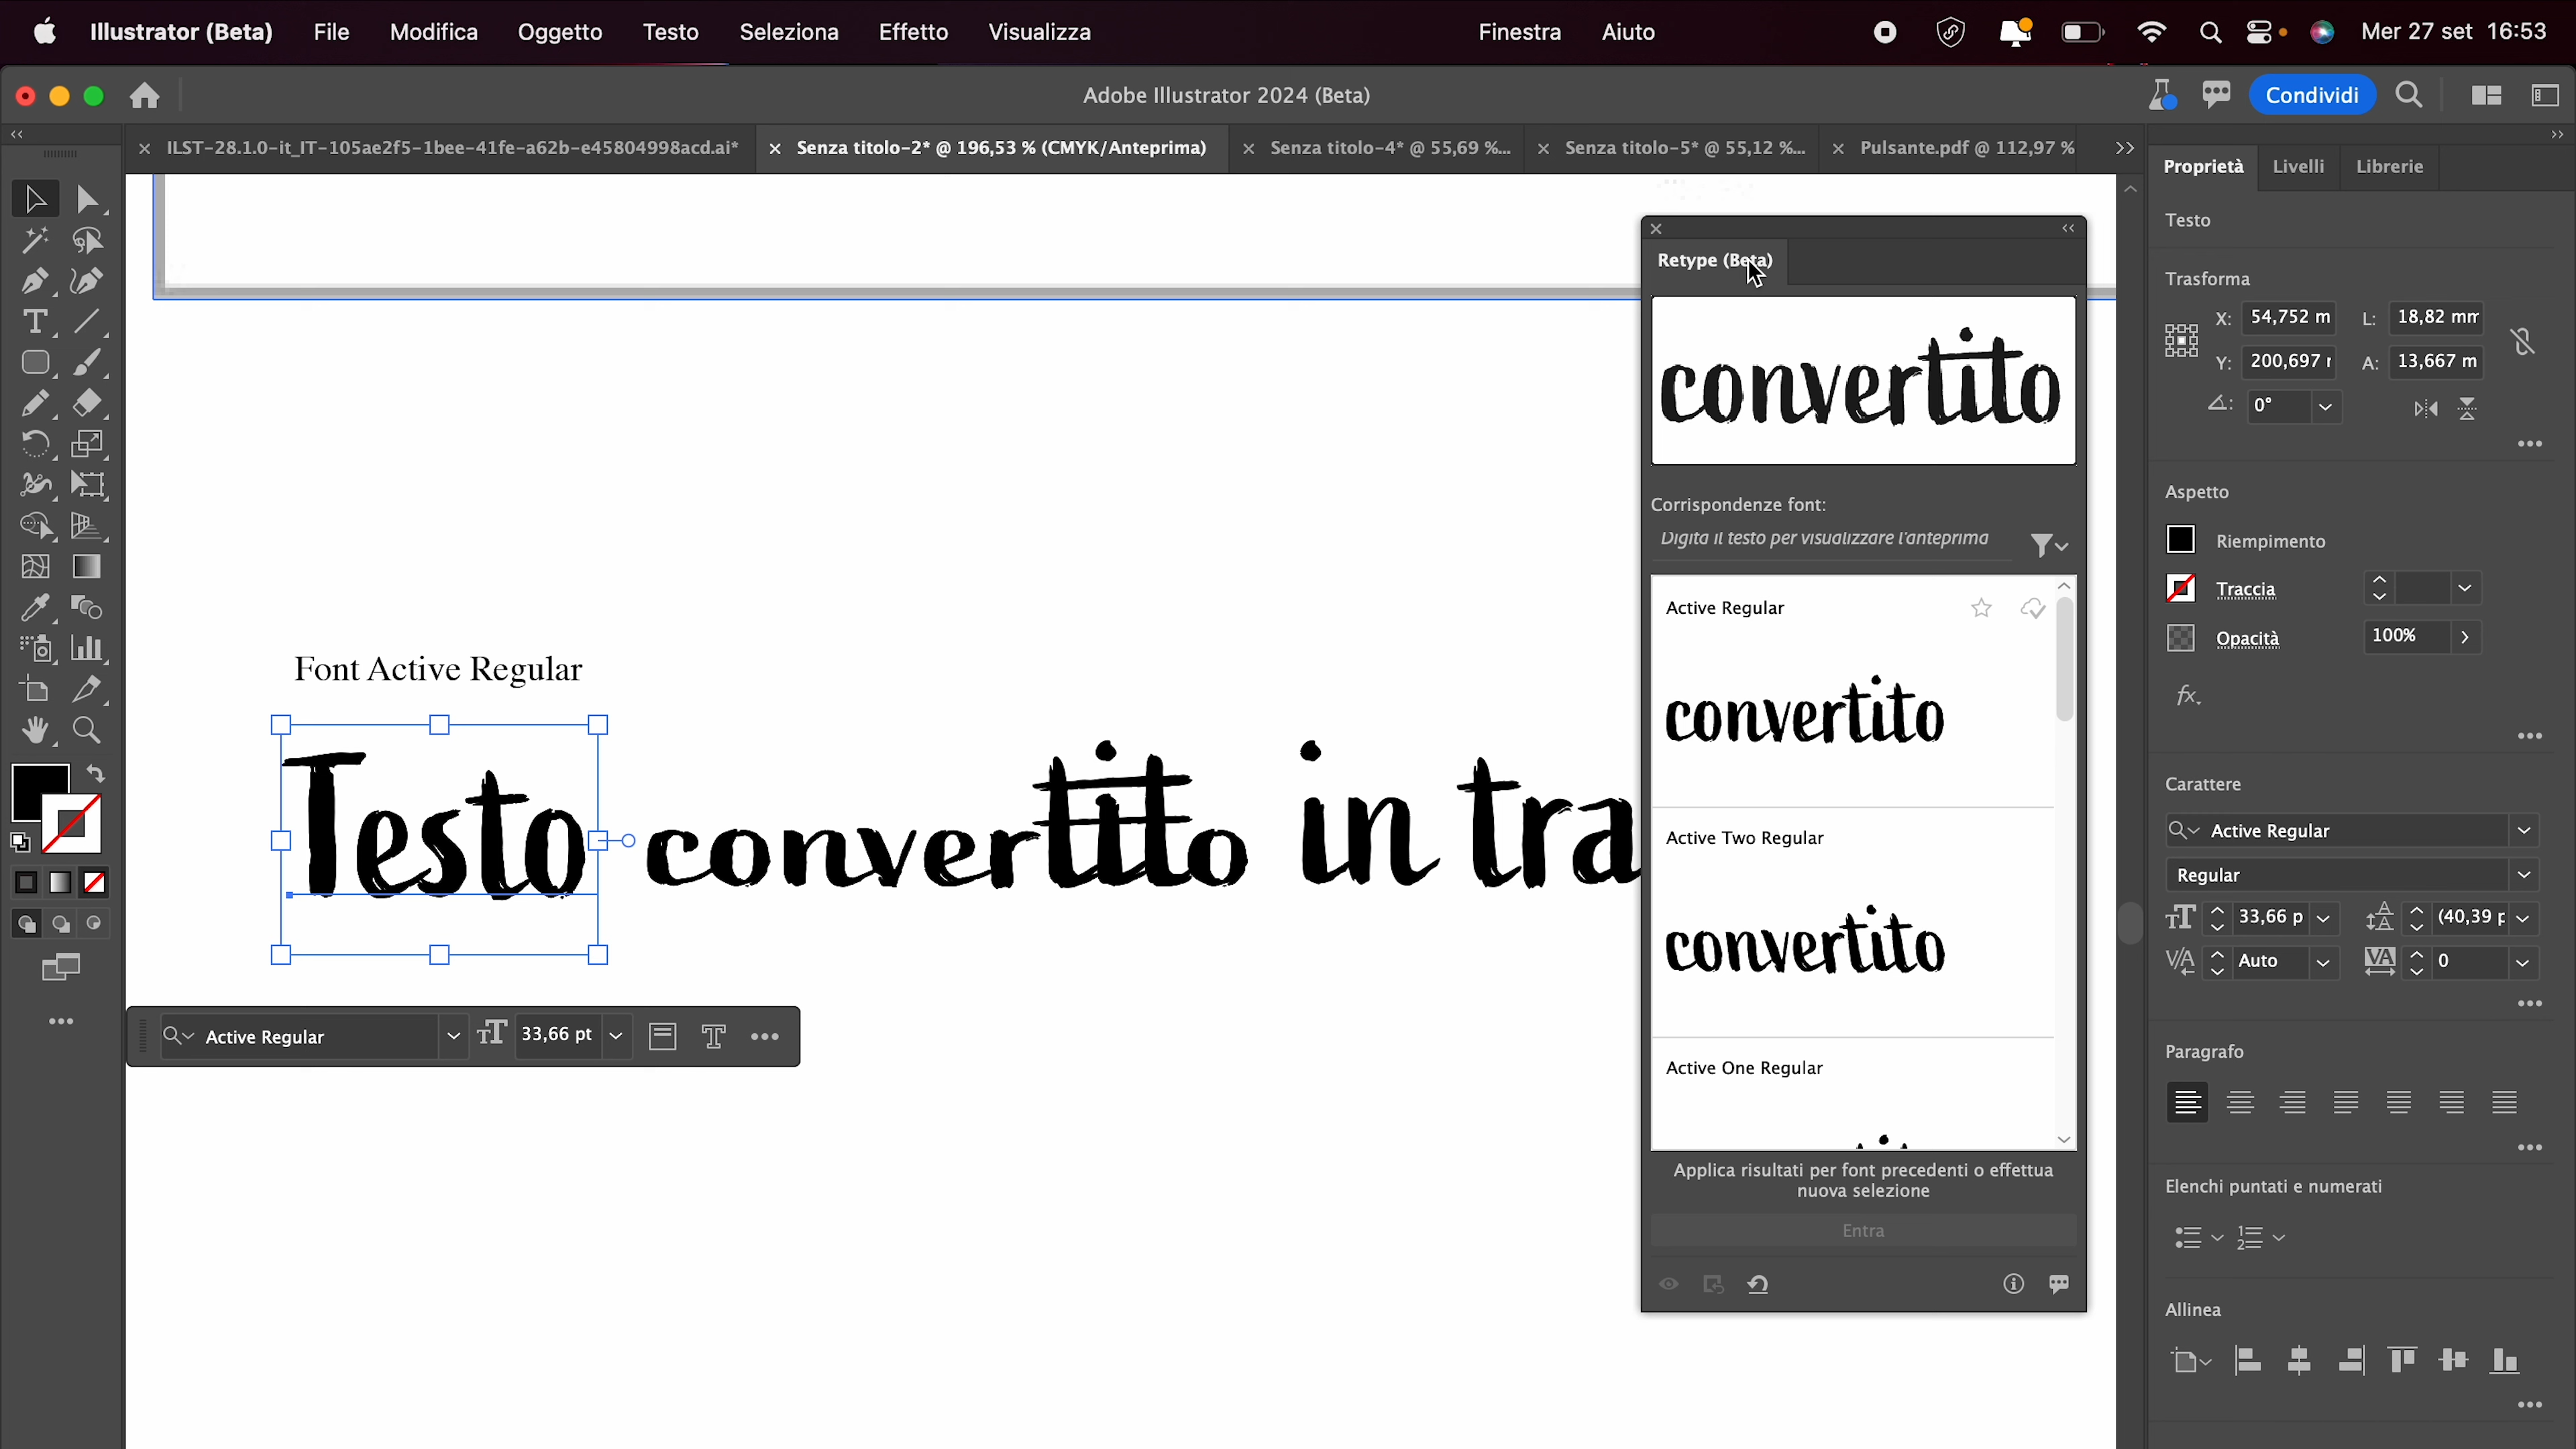 Illustrator (Beta) File Modifica Oggetto Testo Seleziona Effetto Visualizza Finestra Aiuto Mer 27 set 16:53
Adobe Illustrator 2024 (Beta) Condividi
ILST-28.1.0-it_IT-105ae2f5-1bee-41fe-a62b-e45804998acd.ai*
Senza titolo-2* @ 196,53 % (CMYK/Anteprima)
Senza titolo-4* @ 55,69 %...
Senza titolo-5* @ 55,12 %...
Pulsante.pdf @ 112,97 %
Font Active Regular
Testo convertito in tra
Active Regular 33,66 pt
Retype (Beta)
convertito
Corrispondenze font:
Digita il testo per visualizzare l'anteprima
Active Regular
convertito
Active Two Regular
convertito
Active One Regular
Applica risultati per font precedenti o effettua
nuova selezione
Entra
Proprietà Livelli Librerie
Testo
Trasforma
X: 54,752 m L: 18,82 mm
Y: 200,697 A: 13,667 m
0°
Aspetto
Riempimento
Traccia
Opacità 100%
fx.
Carattere
Active Regular
Regular
33,66 p (40,39 p
Auto 0
Paragrafo
Elenchi puntati e numerati
Allinea